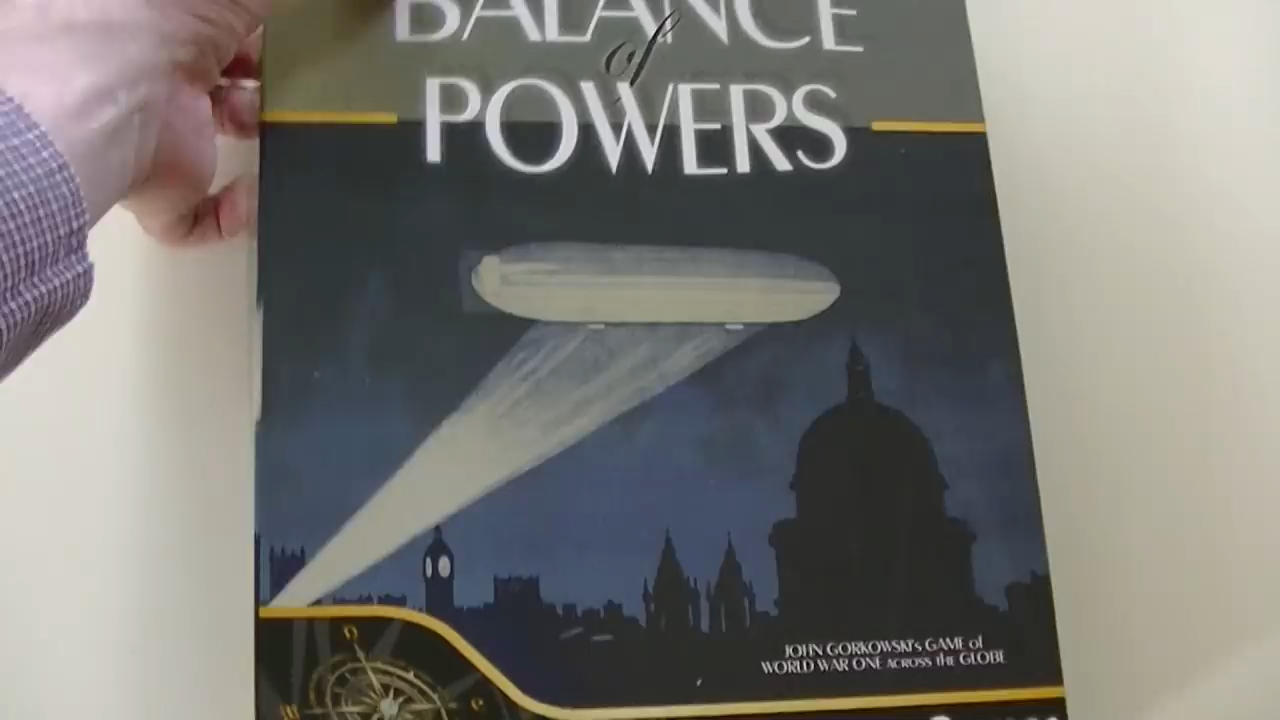 BALANCE
of
POWERS
JOHN GORKOWSKI's GAME of
WORLD WAR ONE ACROSS tHE GLOBE